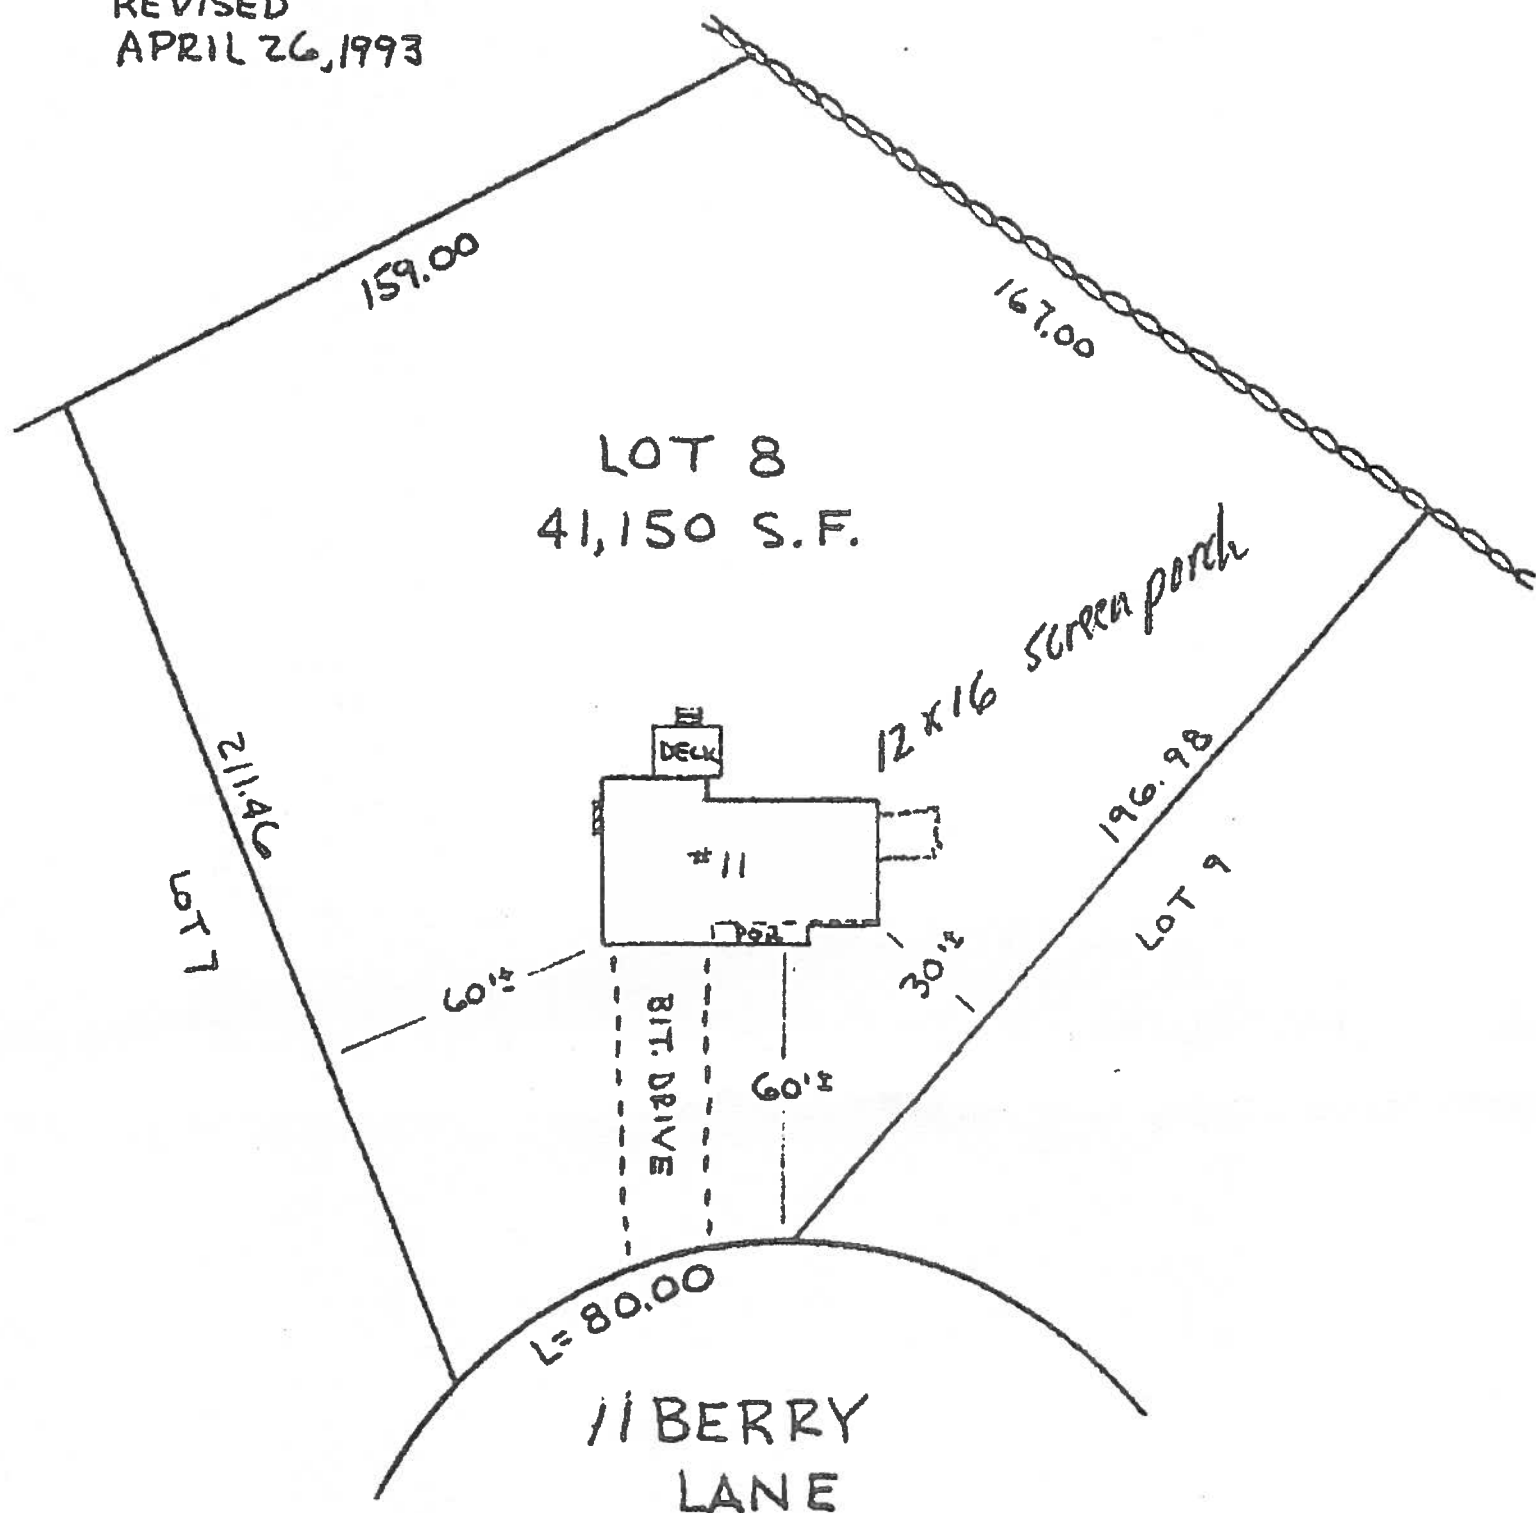 REVISED
APRIL 26, 1993
159.00
167.00
LOT 8
41,150 S.F.
12 x 16 screen porch
DECK
211.46
196.98
#11
LOT 7
LOT 9
60'±
30'±
BIT. DRIVE
60'±
L= 80.00
11 BERRY
LANE